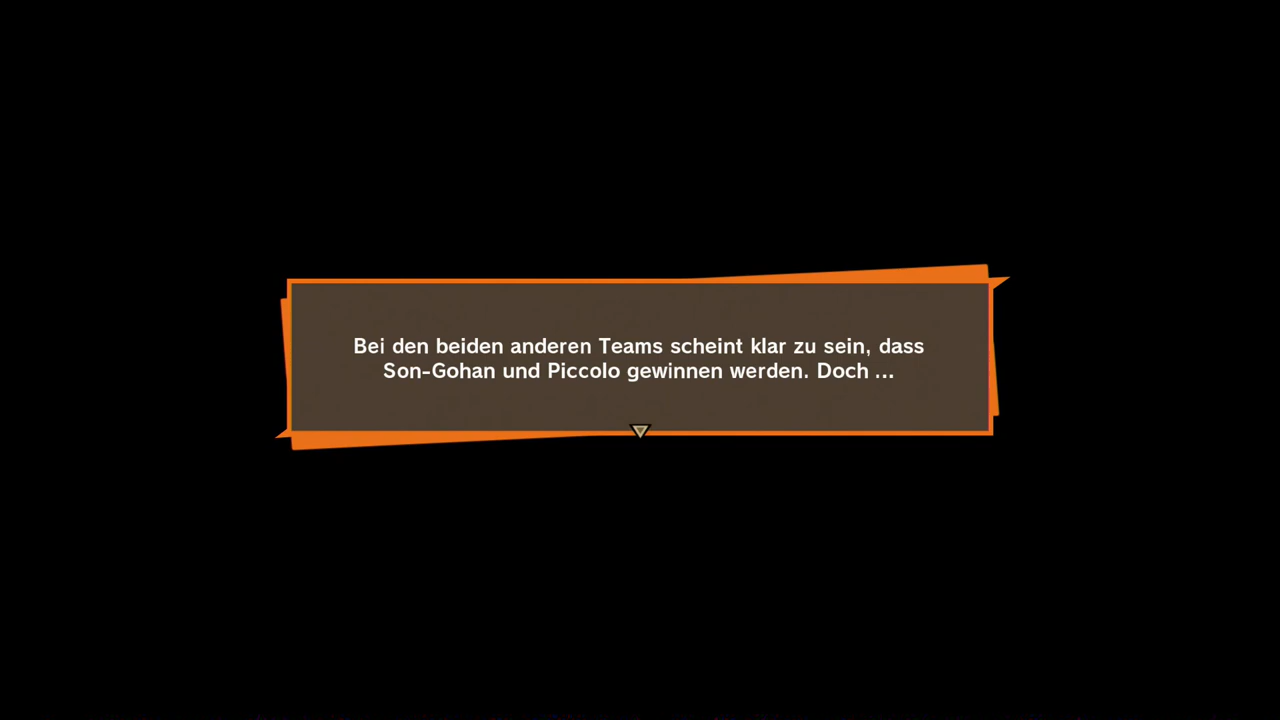 Bei den beiden anderen Teams scheint klar zu sein, dass
Son-Gohan und Piccolo gewinnen werden. Doch ...